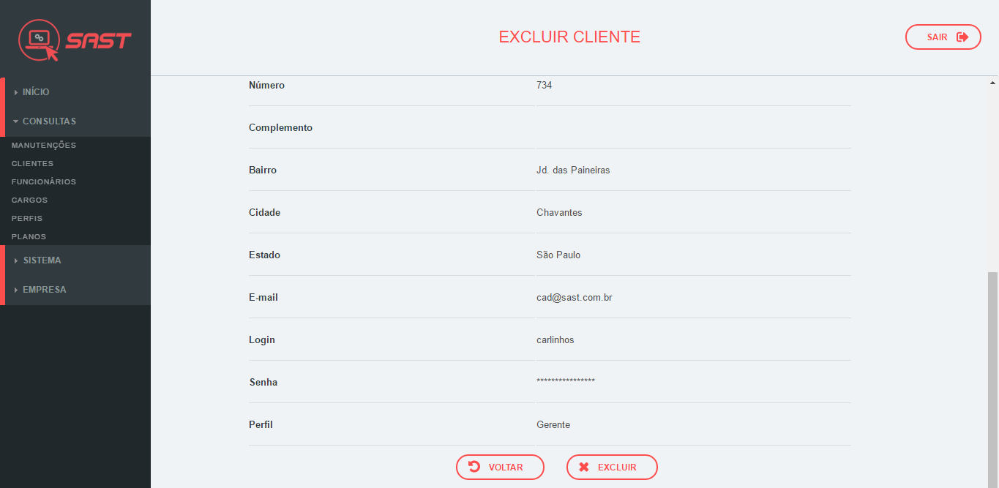 SAST
EXCLUIR CLIENTE
SAIR
INÍCIO
CONSULTAS
MANUTENÇÕES
CLIENTES
FUNCIONÁRIOS
CARGOS
PERFIS
PLANOS
SISTEMA
EMPRESA
Número 734
Complemento
Bairro Jd. das Paineiras
Cidade Chavantes
Estado São Paulo
E-mail cad@sast.com.br
Login carlinhos
Senha ****************
Perfil Gerente
VOLTAR EXCLUIR